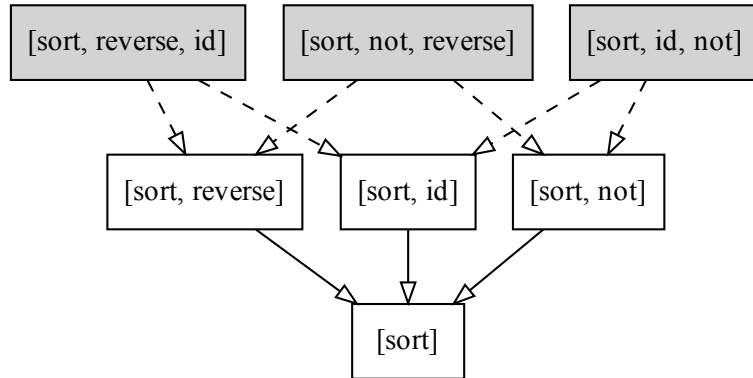 [sort, reverse, id]
[sort, not, reverse]
[sort, id, not]
[sort, reverse]
[sort, id]
[sort, not]
[sort]